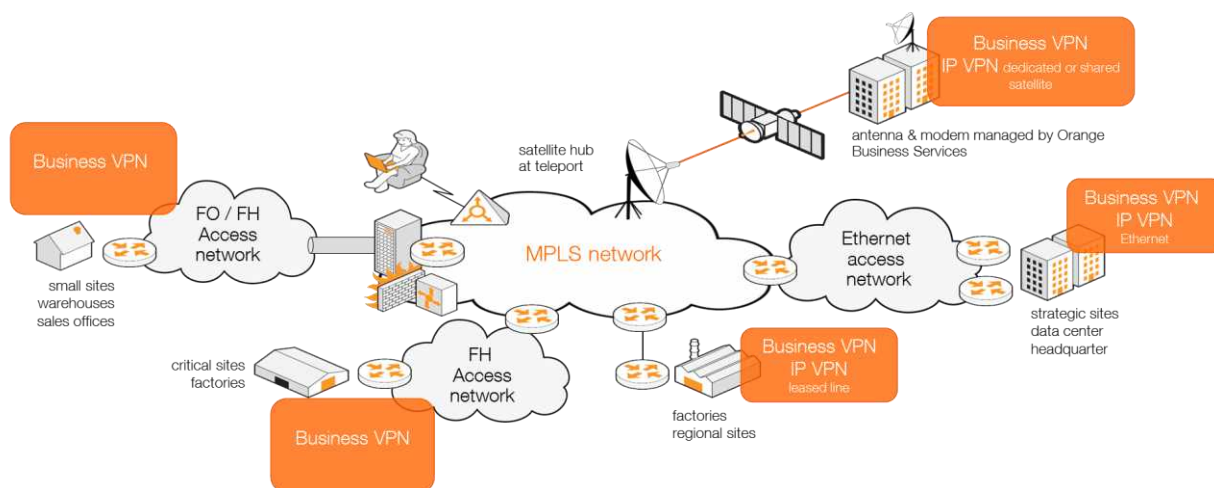 Business VPN
IP VPN dedicated or shared
satellite
antenna & modem managed by Orange
Business Services
satellite hub
at teleport
Business VPN
FO / FH
Access
network
small sites
warehouses
sales offices
MPLS network
Ethernet
access
network
Business VPN
IP VPN
Ethernet
strategic sites
data center
headquarter
critical sites
factories
FH
Access
network
Business VPN
Business VPN
IP VPN
leased line
factories
regional sites